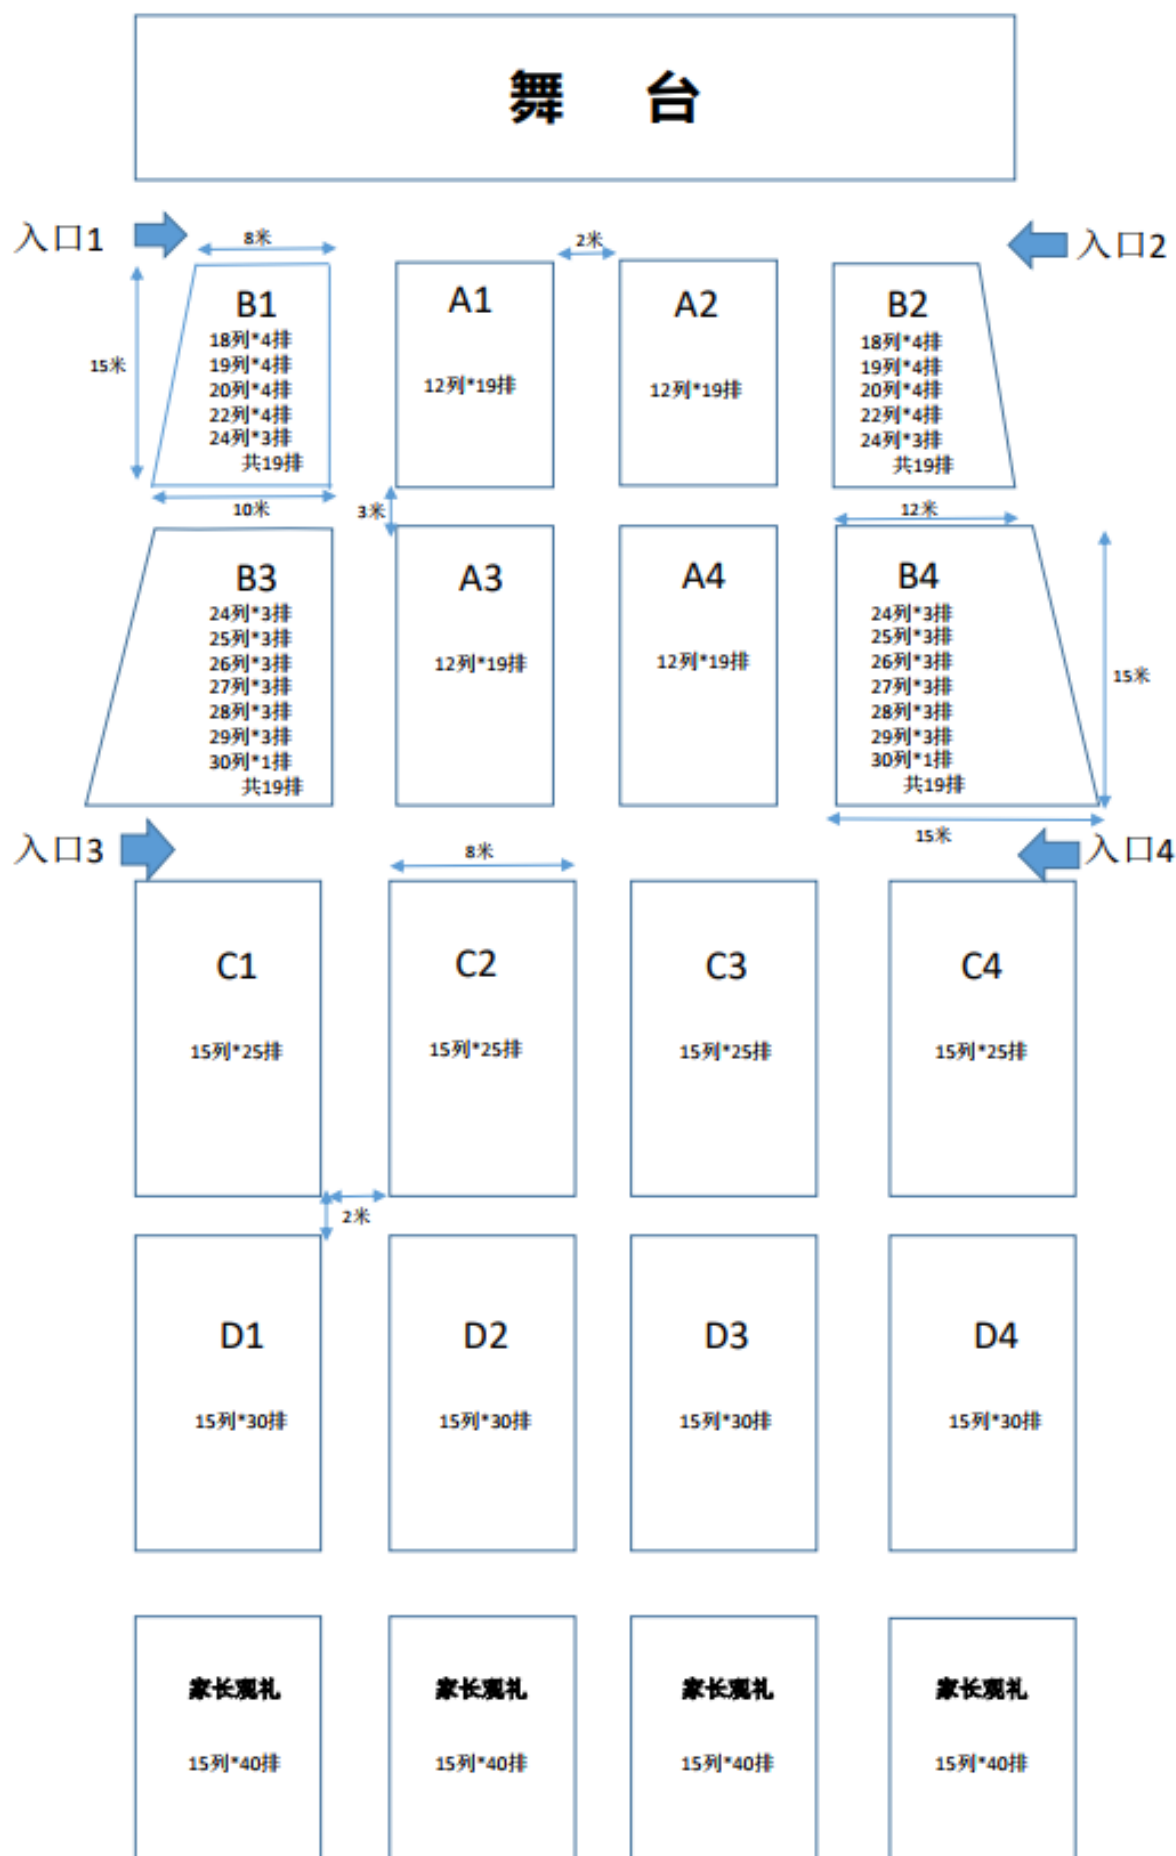 舞 台
入口1
8米
2米
入口2
15米
B1
18列*4排
19列*4排
20列*4排
22列*4排
24列*3排
共19排
A1
12列*19排
A2
12列*19排
B2
18列*4排
19列*4排
20列*4排
22列*4排
24列*3排
共19排
10米
3米
12米
B3
24列*3排
25列*3排
26列*3排
27列*3排
28列*3排
29列*3排
30列*1排
共19排
A3
12列*19排
A4
12列*19排
B4
24列*3排
25列*3排
26列*3排
27列*3排
28列*3排
29列*3排
30列*1排
共19排
15米
入口3
8米
15米
入口4
C1
15列*25排
C2
15列*25排
C3
15列*25排
C4
15列*25排
2米
D1
15列*30排
D2
15列*30排
D3
15列*30排
D4
15列*30排
家长观礼
15列*40排
家长观礼
15列*40排
家长观礼
15列*40排
家长观礼
15列*40排